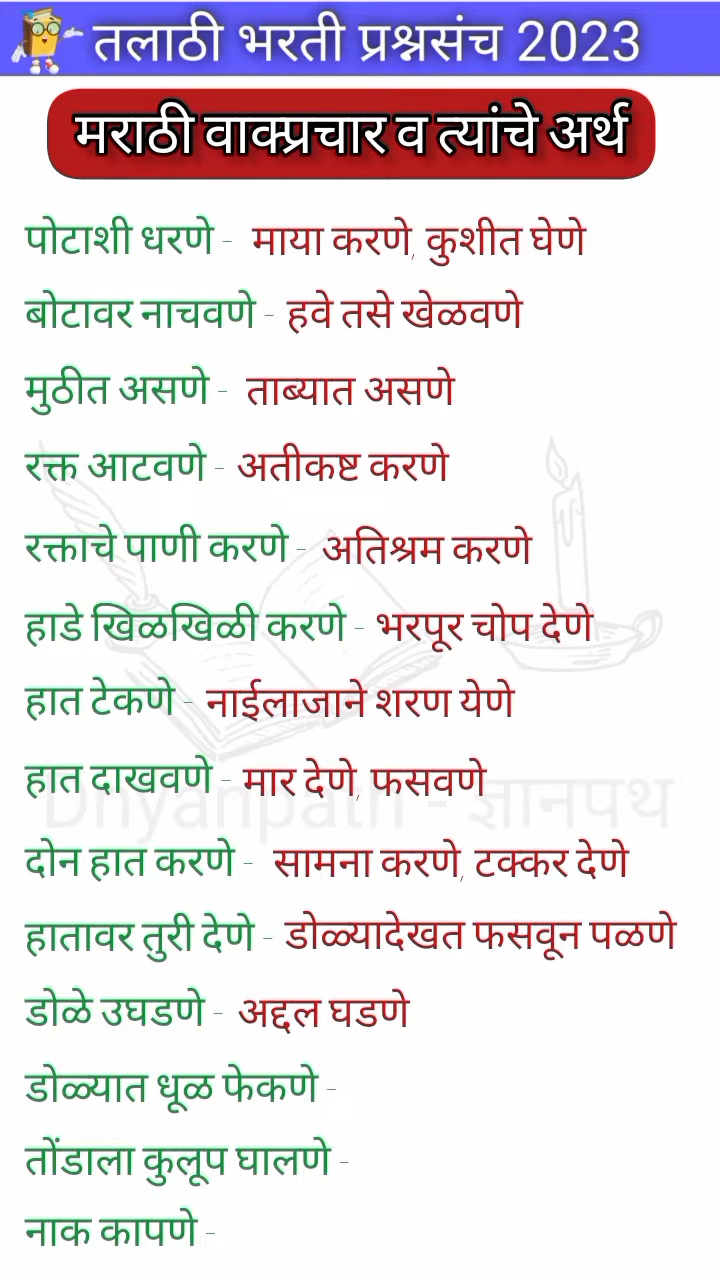 तलाठी भरती प्रश्नसंच 2023
मराठी वाक्प्रचार व त्यांचे अर्थ
पोटाशी धरणे - माया करणे, कुशीत घेणे
बोटावर नाचवणे - हवे तसे खेळवणे
मुठीत असणे - ताब्यात असणे
रक्त आटवणे - अतीकष्ट करणे
रक्ताचे पाणी करणे - अतिश्रम करणे
हाडे खिळखिळी करणे - भरपूर चोप देणे
हात टेकणे - नाईलाजाने शरण येणे
हात दाखवणे - मार देणे, फसवणे
Dnyanpath - ज्ञानपथ
दोन हात करणे - सामना करणे, टक्कर देणे
हातावर तुरी देणे - डोळ्यादेखत फसवून पळणे
डोळे उघडणे - अद्दल घडणे
डोळ्यात धूळ फेकणे -
तोंडाला कुलूप घालणे -
नाक कापणे -